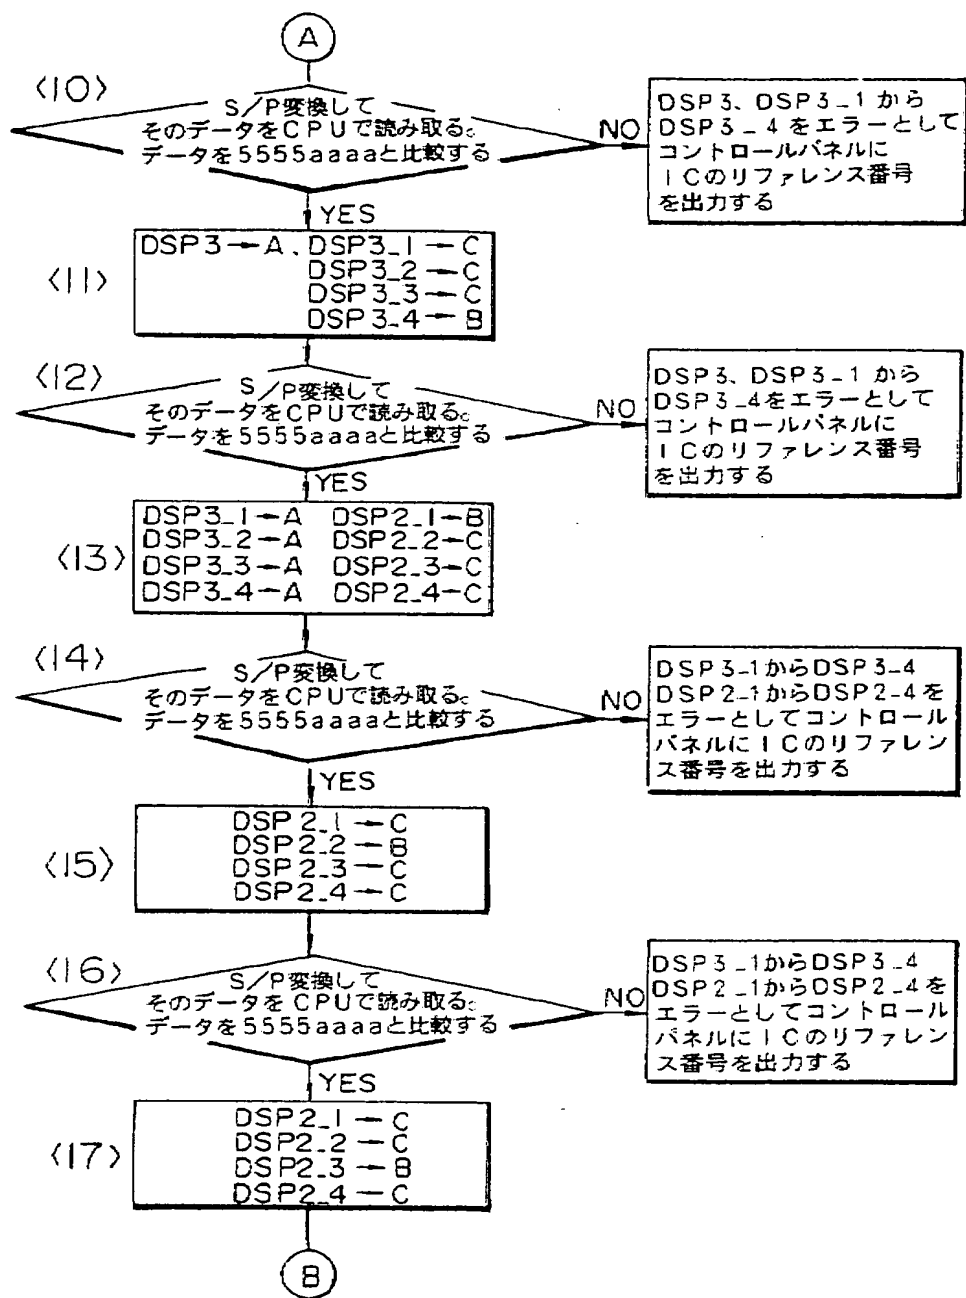 A
〈10〉
S/P変換して
そのデータをCPUで読み取る。
データを5555aaaaと比較する
NO
DSP3、DSP3_1から
DSP3_4をエラーとして
コントロールパネルに
ICのリファレンス番号
を出力する
YES
〈11〉
DSP3→A、DSP3_1→C
DSP3_2→C
DSP3_3→C
DSP3_4→B
〈12〉
S/P変換して
そのデータをCPUで読み取る。
データを5555aaaaと比較する
NO
DSP3、DSP3_1から
DSP3_4をエラーとして
コントロールパネルに
ICのリファレンス番号
を出力する
YES
〈13〉
DSP3_1→A DSP2_1→B
DSP3_2→A DSP2_2→C
DSP3_3→A DSP2_3→C
DSP3_4→A DSP2_4→C
〈14〉
S/P変換して
そのデータをCPUで読み取る。
データを5555aaaaと比較する
NO
DSP3_1からDSP3_4
DSP2_1からDSP2_4を
エラーとしてコントロール
パネルにICのリファレン
ス番号を出力する
YES
〈15〉
DSP2_1→C
DSP2_2→B
DSP2_3→C
DSP2_4→C
〈16〉
S/P変換して
そのデータをCPUで読み取る。
データを5555aaaaと比較する
NO
DSP3_1からDSP3_4
DSP2_1からDSP2_4を
エラーとしてコントロール
パネルにICのリファレン
ス番号を出力する
YES
〈17〉
DSP2_1→C
DSP2_2→C
DSP2_3→B
DSP2_4→C
B